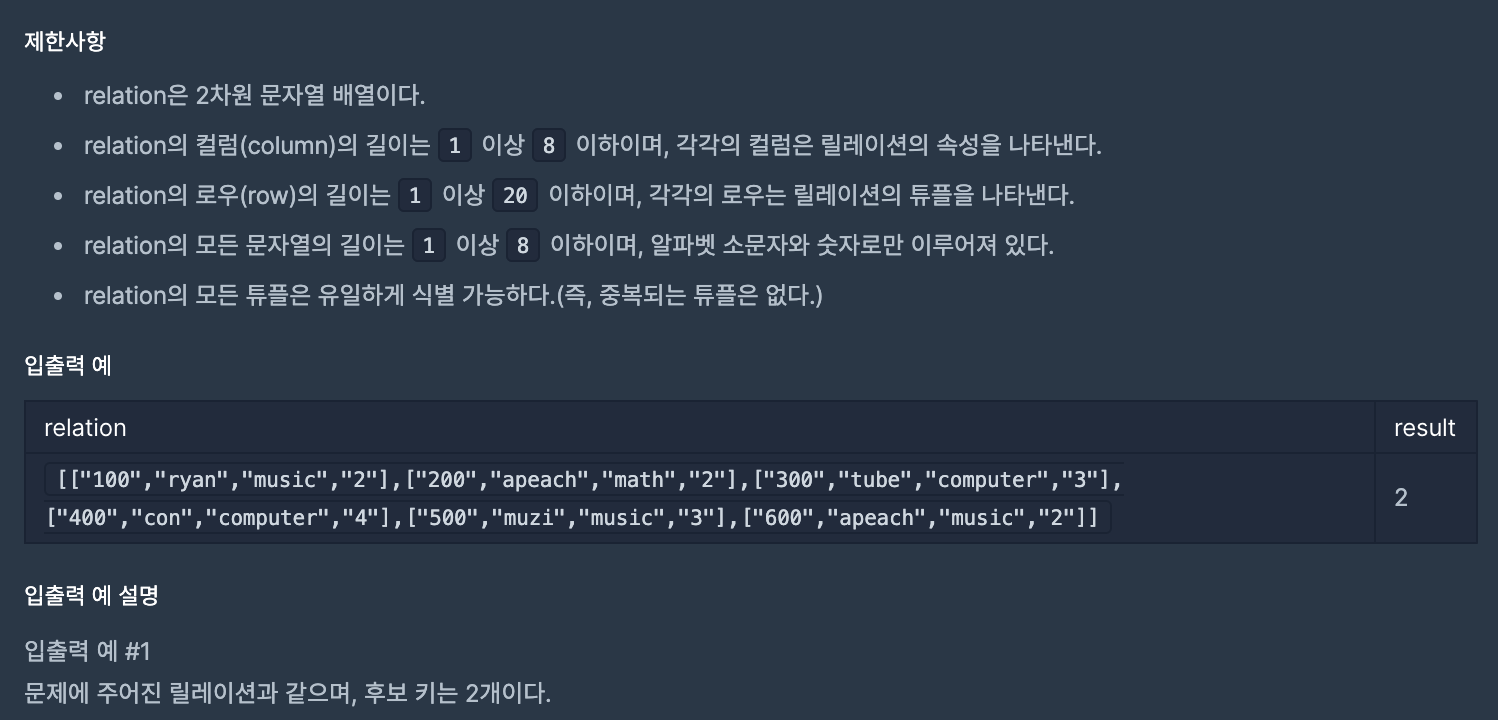 제한사항
• relation은 2차원 문자열 배열이다.
• relation의 컬럼(column)의 길이는 1 이상 8 이하이며, 각각의 컬럼은 릴레이션의 속성을 나타낸다.
• relation의 로우(row)의 길이는 1 이상 20 이하이며, 각각의 로우는 릴레이션의 튜플을 나타낸다.
• relation의 모든 문자열의 길이는 1 이상 8 이하이며, 알파벳 소문자와 숫자로만 이루어져 있다.
• relation의 모든 튜플은 유일하게 식별 가능하다.(즉, 중복되는 튜플은 없다.)
입출력 예
relation result
[["100","ryan","music","2"],["200","apeach","math","2"],["300","tube","computer","3"],
["400","con","computer","4"],["500","muzi","music","3"],["600","apeach","music","2"]]
2
입출력 예 설명
입출력 예 #1
문제에 주어진 릴레이션과 같으며, 후보 키는 2개이다.